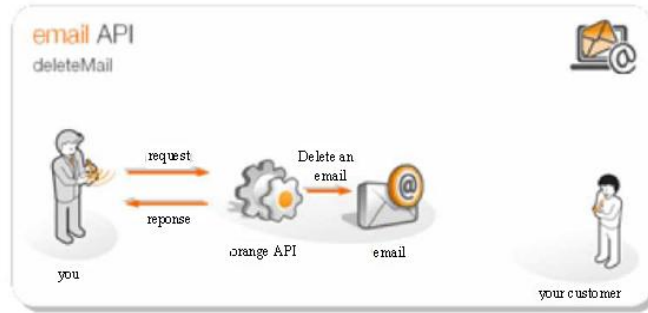 email API
deleteMail
request
Delete an
email
reponse
orange API
email
you
your customer
@
@